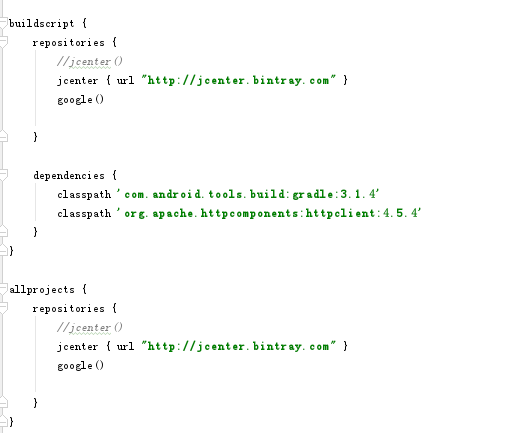 buildscript {
    repositories {
        //jcenter()
        jcenter { url "http://jcenter.bintray.com" }
        google()
    }
    dependencies {
        classpath 'com.android.tools.build:gradle:3.1.4'
        classpath 'org.apache.httpcomponents:httpclient:4.5.4'
    }
}
allprojects {
    repositories {
        //jcenter()
        jcenter { url "http://jcenter.bintray.com" }
        google()
    }
}